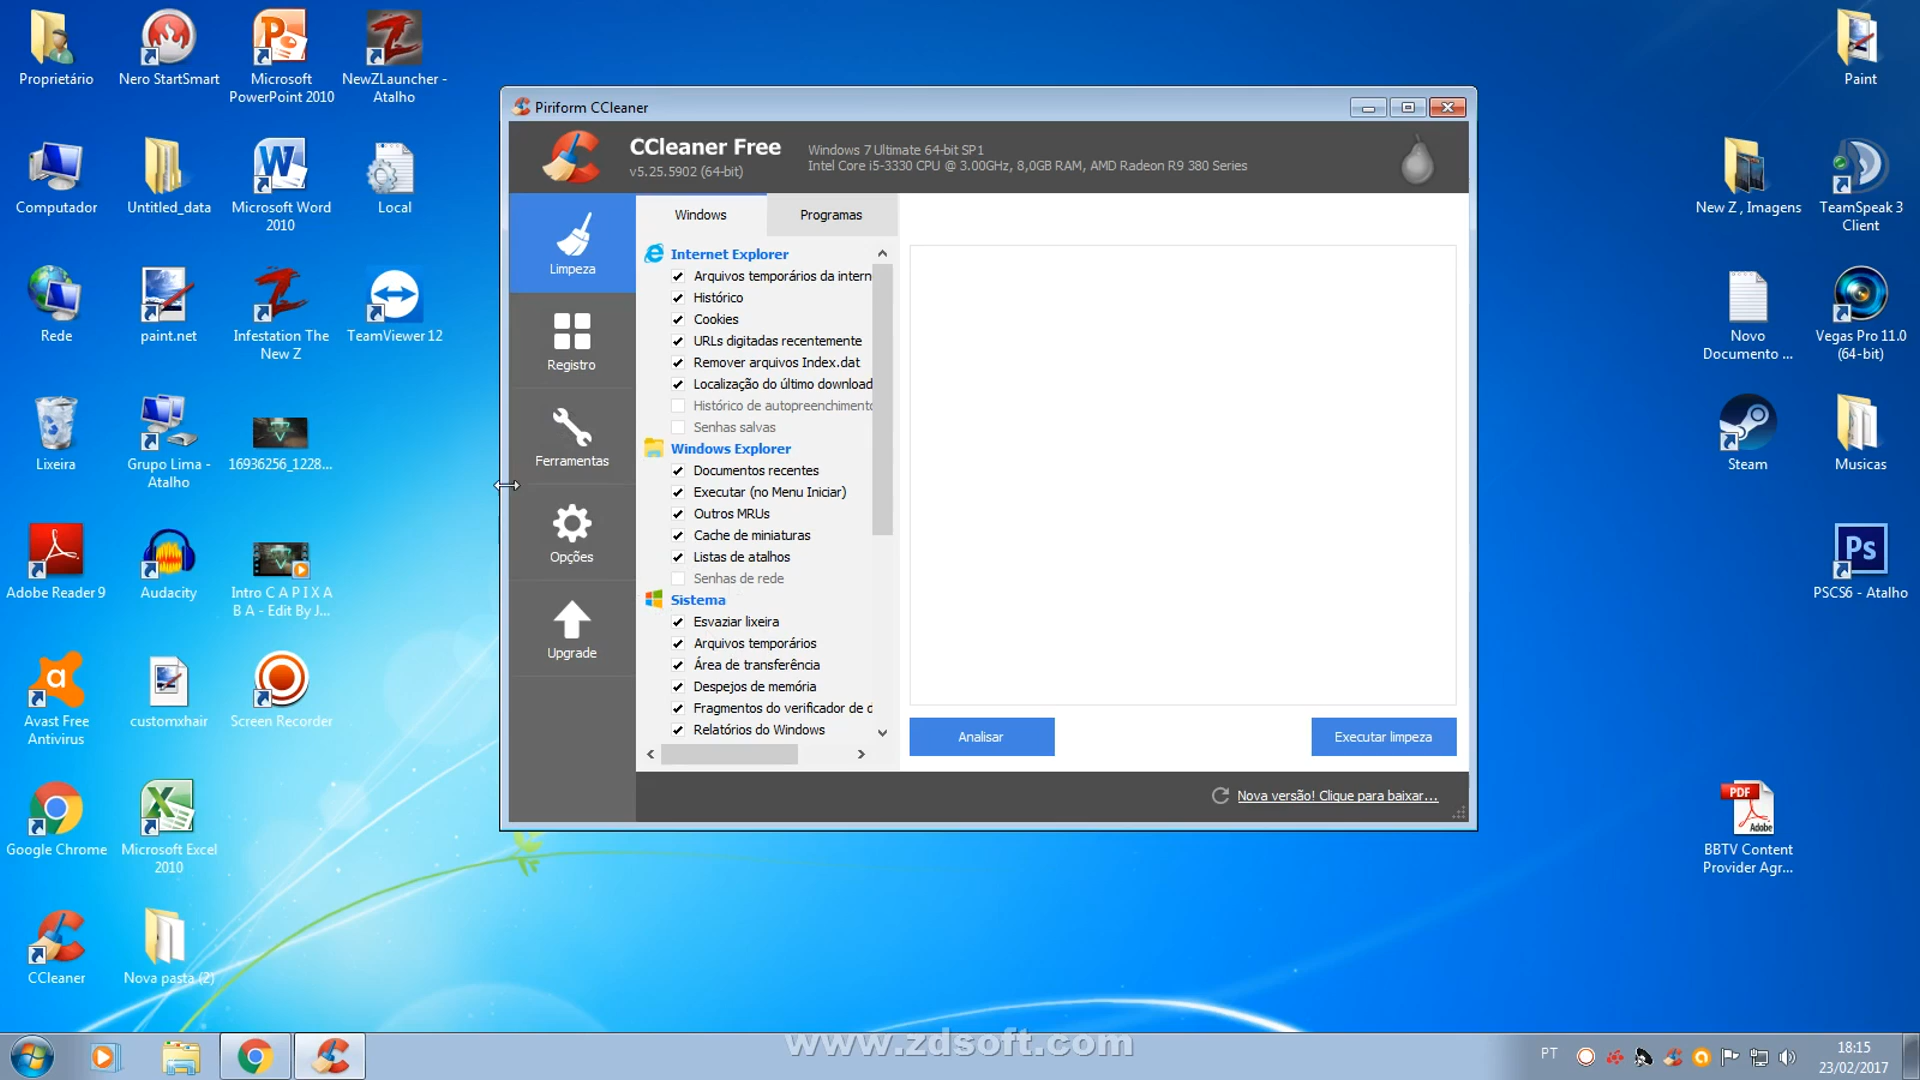 Proprietário
Nero StartSmart
Microsoft
PowerPoint 2010
NewZLauncher -
Atalho
Computador
Untitled_data
Microsoft Word
2010
Local
Rede
paint.net
Infestation The
New Z
TeamViewer 12
Lixeira
Grupo Lima -
Atalho
16936256_1228...
Adobe Reader 9
Audacity
Intro C A P I X A
B A - Edit By J...
Avast Free
Antivirus
customxhair
Screen Recorder
Google Chrome
Microsoft Excel
2010
CCleaner
Nova pasta (2)
Piriform CCleaner
CCleaner Free
v5.25.5902 (64-bit)
Windows 7 Ultimate 64-bit SP1
Intel Core i5-3330 CPU @ 3.00GHz, 8,0GB RAM, AMD Radeon R9 380 Series
Limpeza
Registro
Ferramentas
Opções
Upgrade
Windows
Programas
Internet Explorer
Arquivos temporários da intern
Histórico
Cookies
URLs digitadas recentemente
Remover arquivos Index.dat
Localização do último download
Histórico de autopreenchimento
Senhas salvas
Windows Explorer
Documentos recentes
Executar (no Menu Iniciar)
Outros MRUs
Cache de miniaturas
Listas de atalhos
Senhas de rede
Sistema
Esvaziar lixeira
Arquivos temporários
Área de transferência
Despejos de memória
Fragmentos do verificador de d
Relatórios do Windows
Analisar
Executar limpeza
Nova versão! Clique para baixar...
Paint
New Z , Imagens
TeamSpeak 3
Client
Novo
Documento ...
Vegas Pro 11.0
(64-bit)
Steam
Musicas
Ps
PSCS6 - Atalho
PDF
Adobe
BBTV Content
Provider Agr...
www.zdsoft.com
PT
18:15
23/02/2017